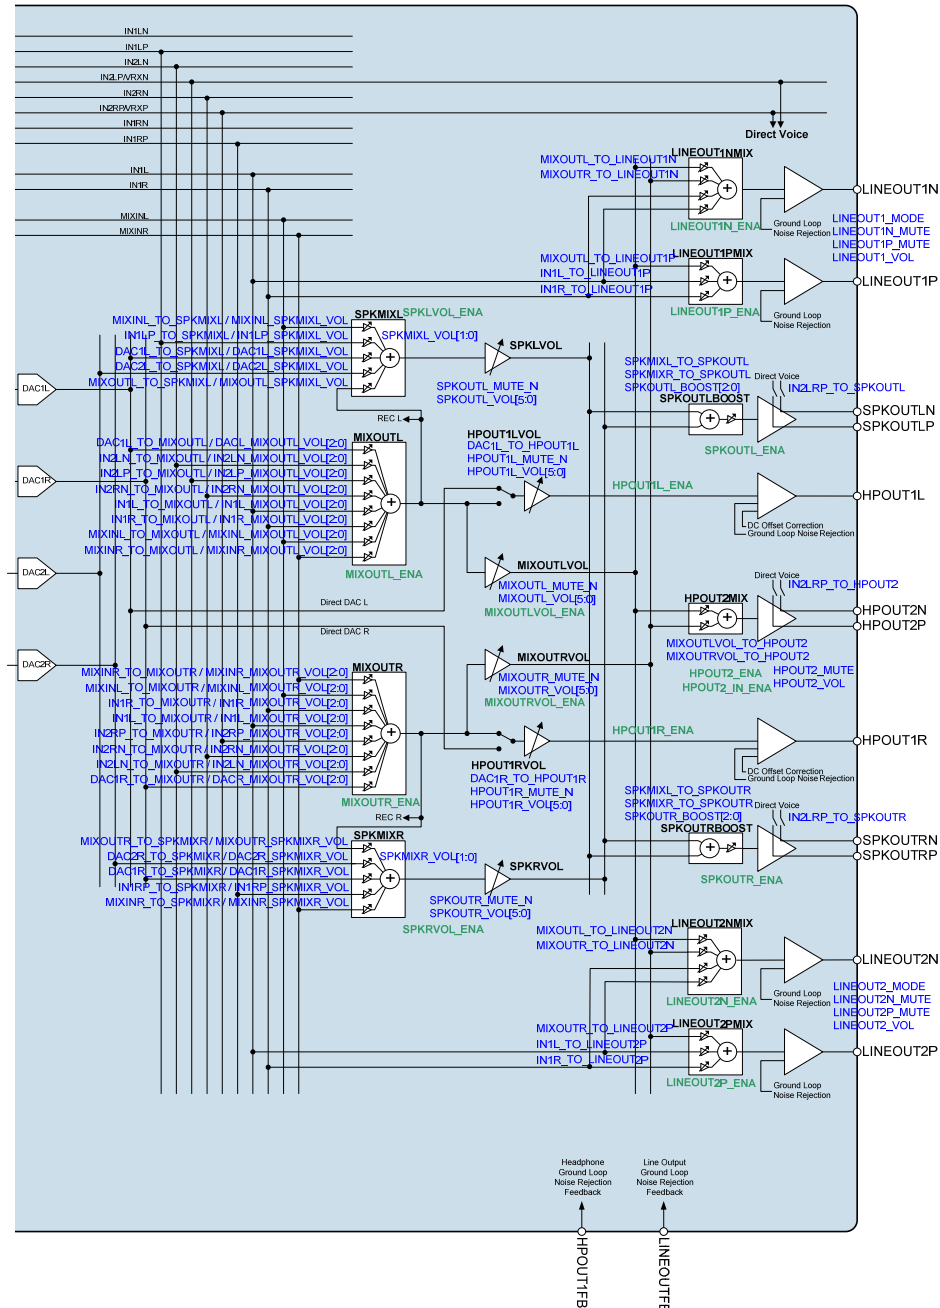 IN1LN
IN1LP
IN2LN
IN2LP/VRXN
IN2RN
IN2RP/VRXP
IN1RN
IN1RP
IN1L
IN1R
MIXINL
MIXINR
Direct Voice
LINEOUT1NMIX
MIXOUTL_TO_LINEOUT1N
MIXOUTR_TO_LINEOUT1N
LINEOUT1N
LINEOUT1N_ENA
Ground Loop
Noise Rejection
LINEOUT1_MODE
LINEOUT1N_MUTE
LINEOUT1P_MUTE
LINEOUT1_VOL
LINEOUT1PMIX
MIXOUTL_TO_LINEOUT1P
IN1L_TO_LINEOUT1P
IN1R_TO_LINEOUT1P
LINEOUT1P
LINEOUT1P_ENA
Ground Loop
Noise Rejection
SPKMIXL
SPKLVOL_ENA
MIXINL_TO_SPKMIXL / MIXINL_SPKMIXL_VOL
IN1LP_TO_SPKMIXL / IN1LP_SPKMIXL_VOL
DAC1L_TO_SPKMIXL / DAC1L_SPKMIXL_VOL
DAC2L_TO_SPKMIXL / DAC2L_SPKMIXL_VOL
MIXOUTL_TO_SPKMIXL / MIXOUTL_SPKMIXL_VOL
SPKMIXL_VOL[1:0]
SPKLVOL
SPKOUTL_MUTE_N
SPKOUTL_VOL[5:0]
SPKMIXL_TO_SPKOUTL
SPKMIXR_TO_SPKOUTL
SPKOUTL_BOOST[2:0]
SPKOUTLBOOST
Direct Voice
IN2LRP_TO_SPKOUTL
SPKOUTLN
SPKOUTLP
SPKOUTL_ENA
DAC1L
REC L
MIXOUTL
DAC1L_TO_MIXOUTL / DACL_MIXOUTL_VOL[2:0]
IN2LN_TO_MIXOUTL / IN2LN_MIXOUTL_VOL[2:0]
IN2LP_TO_MIXOUTL / IN2LP_MIXOUTL_VOL[2:0]
IN2RN_TO_MIXOUTL / IN2RN_MIXOUTL_VOL[2:0]
IN1L_TO_MIXOUTL / IN1L_MIXOUTL_VOL[2:0]
IN1R_TO_MIXOUTL / IN1R_MIXOUTL_VOL[2:0]
MIXINL_TO_MIXOUTL / MIXINL_MIXOUTL_VOL[2:0]
MIXINR_TO_MIXOUTL / MIXINR_MIXOUTL_VOL[2:0]
MIXOUTL_ENA
DAC1R
HPOUT1LVOL
DAC1L_TO_HPOUT1L
HPOUT1L_MUTE_N
HPOUT1L_VOL[5:0]
HPOUT1L_ENA
HPOUT1L
DC Offset Correction
Ground Loop Noise Rejection
DAC2L
MIXOUTLVOL
MIXOUTL_MUTE_N
MIXOUTL_VOL[5:0]
MIXOUTLVOL_ENA
Direct DAC L
Direct DAC R
HPOUT2MIX
Direct Voice
IN2LRP_TO_HPOUT2
HPOUT2N
HPOUT2P
MIXOUTLVOL_TO_HPOUT2
MIXOUTRVOL_TO_HPOUT2
HPOUT2_ENA
HPOUT2_IN_ENA
HPOUT2_MUTE
HPOUT2_VOL
DAC2R
MIXOUTRVOL
MIXOUTR_MUTE_N
MIXOUTR_VOL[5:0]
MIXOUTRVOL_ENA
MIXOUTR
MIXINR_TO_MIXOUTR / MIXINR_MIXOUTR_VOL[2:0]
MIXINL_TO_MIXOUTR / MIXINL_MIXOUTR_VOL[2:0]
IN1R_TO_MIXOUTR / IN1R_MIXOUTR_VOL[2:0]
IN1L_TO_MIXOUTR / IN1L_MIXOUTR_VOL[2:0]
IN2RP_TO_MIXOUTR / IN2RP_MIXOUTR_VOL[2:0]
IN2RN_TO_MIXOUTR / IN2RN_MIXOUTR_VOL[2:0]
IN2LN_TO_MIXOUTR / IN2LN_MIXOUTR_VOL[2:0]
DAC1R_TO_MIXOUTR / DACR_MIXOUTR_VOL[2:0]
MIXOUTR_ENA
HPOUT1RVOL
DAC1R_TO_HPOUT1R
HPOUT1R_MUTE_N
HPOUT1R_VOL[5:0]
HPOUT1R_ENA
HPOUT1R
DC Offset Correction
Ground Loop Noise Rejection
REC R
SPKMIXR
MIXOUTR_TO_SPKMIXR / MIXOUTR_SPKMIXR_VOL
DAC2R_TO_SPKMIXR / DAC2R_SPKMIXR_VOL
DAC1R_TO_SPKMIXR / DAC1R_SPKMIXR_VOL
IN1RP_TO_SPKMIXR / IN1RP_SPKMIXR_VOL
MIXINR_TO_SPKMIXR / MIXINR_SPKMIXR_VOL
SPKMIXR_VOL[1:0]
SPKRVOL
SPKOUTR_MUTE_N
SPKOUTR_VOL[5:0]
SPKRVOL_ENA
SPKMIXL_TO_SPKOUTR
SPKMIXR_TO_SPKOUTR
SPKOUTR_BOOST[2:0]
SPKOUTRBOOST
Direct Voice
IN2LRP_TO_SPKOUTR
SPKOUTRN
SPKOUTRP
SPKOUTR_ENA
LINEOUT2NMIX
MIXOUTL_TO_LINEOUT2N
MIXOUTR_TO_LINEOUT2N
LINEOUT2N
LINEOUT2N_ENA
Ground Loop
Noise Rejection
LINEOUT2_MODE
LINEOUT2N_MUTE
LINEOUT2P_MUTE
LINEOUT2_VOL
LINEOUT2PMIX
MIXOUTR_TO_LINEOUT2P
IN1L_TO_LINEOUT2P
IN1R_TO_LINEOUT2P
LINEOUT2P
LINEOUT2P_ENA
Ground Loop
Noise Rejection
Headphone
Ground Loop
Noise Rejection
Feedback
Line Output
Ground Loop
Noise Rejection
Feedback
HPOUT1FB
LINEOUTFB